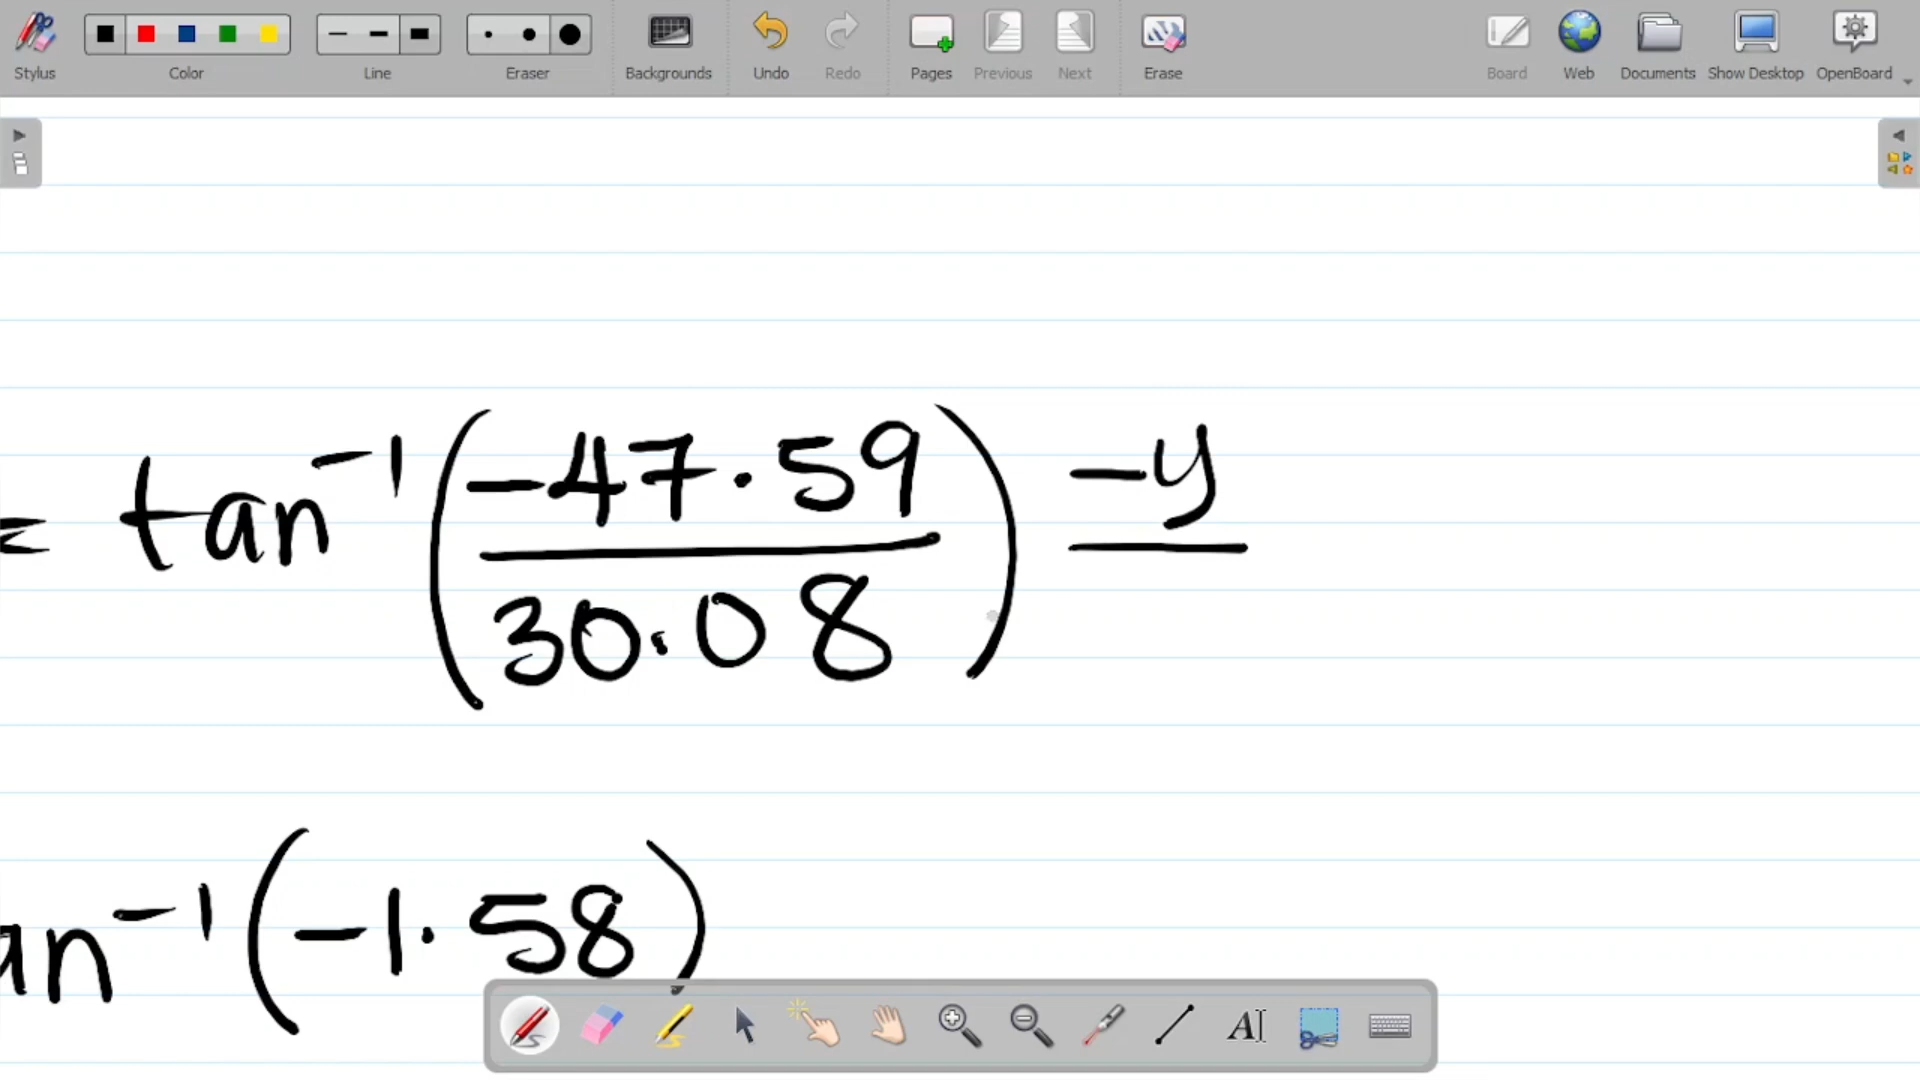 Stylus Color Line Eraser Backgrounds Undo Redo Pages Previous Next Erase Board Web Documents Show Desktop OpenBoard
= tan⁻¹ (-47.59 / 30.08) -y
an⁻¹ (-1.58)